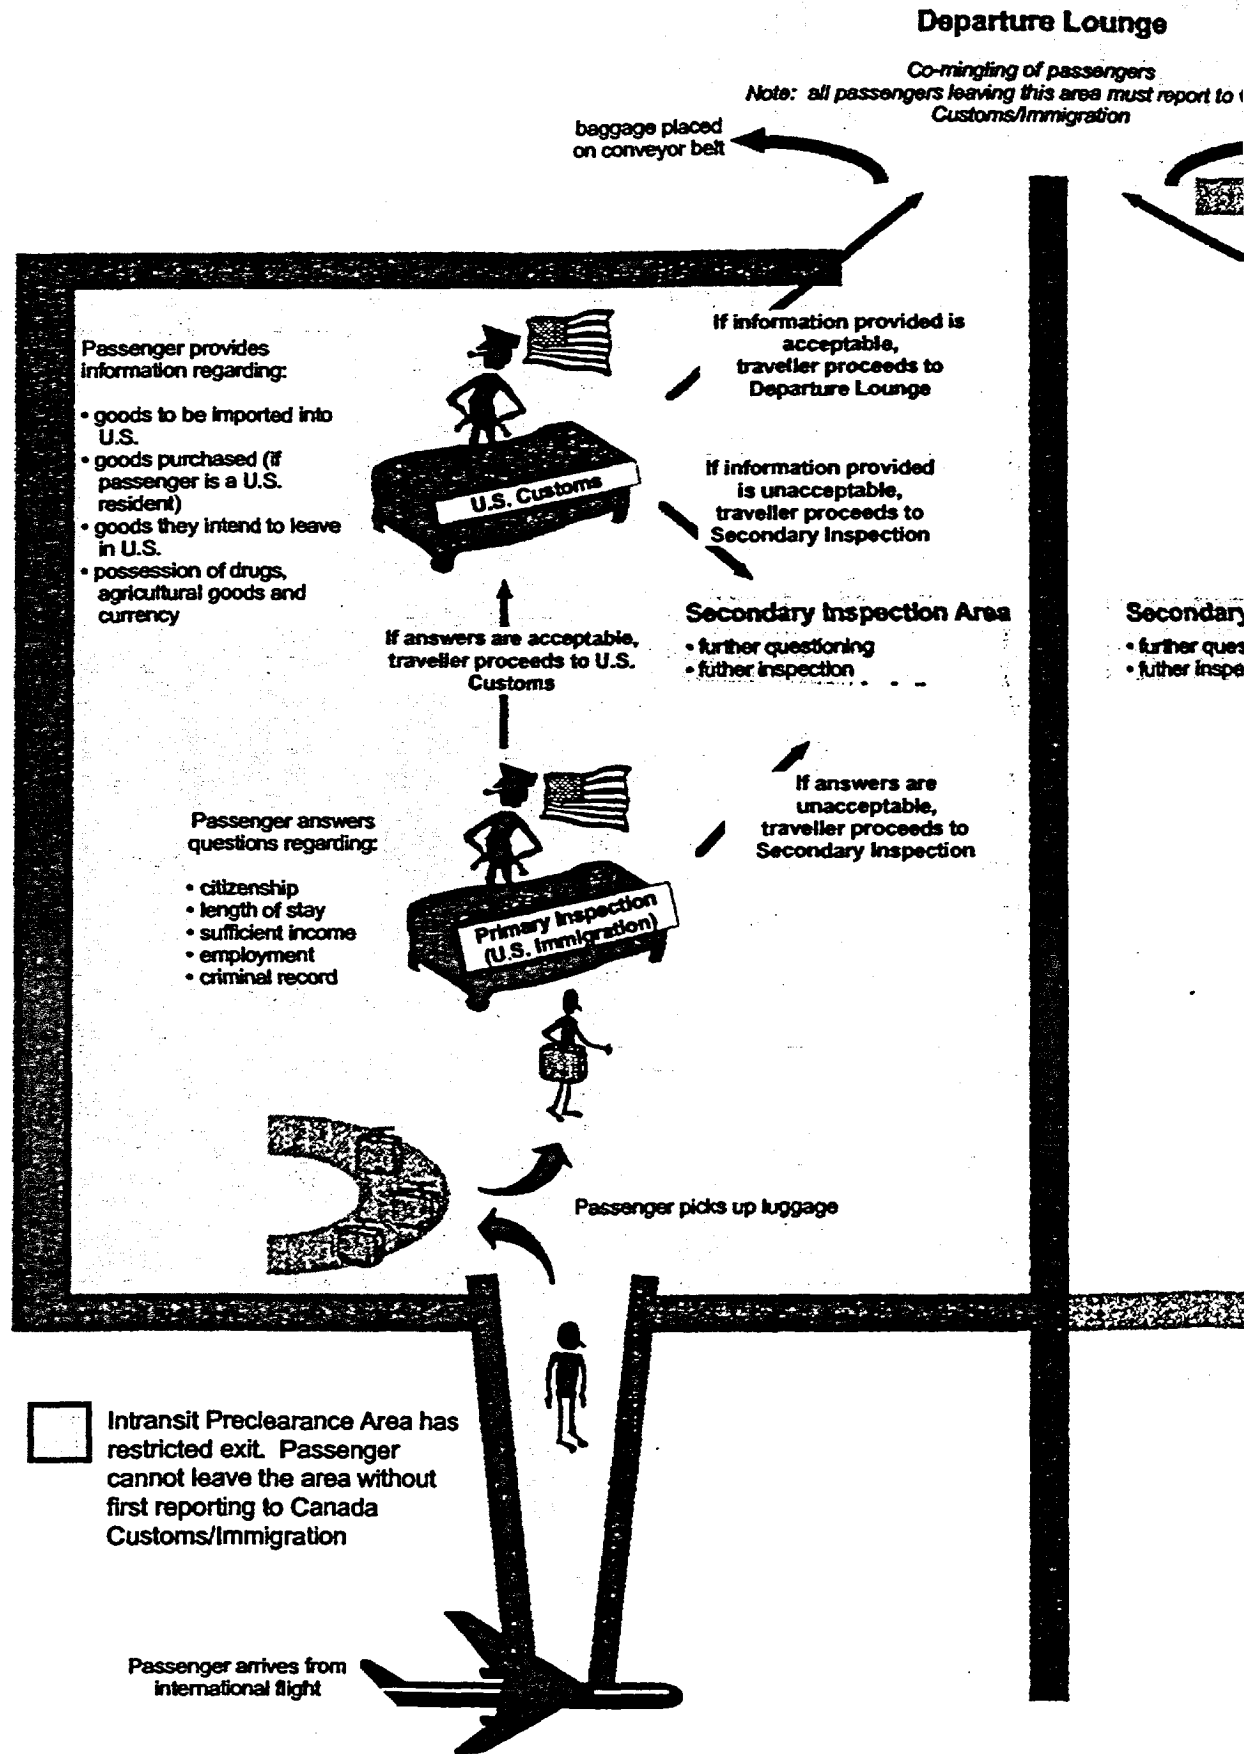 Departure Lounge
Co-mingling of passengers
Note: all passengers leaving this area must report to
Customs/Immigration
baggage placed
on conveyor belt
Passenger provides
information regarding:
• goods to be imported into
U.S.
• goods purchased (if
passenger is a U.S.
resident)
• goods they intend to leave
in U.S.
• possession of drugs,
agricultural goods and
currency
If information provided is
acceptable,
traveller proceeds to
Departure Lounge
U.S. Customs
If information provided
is unacceptable,
traveller proceeds to
Secondary Inspection
If answers are acceptable,
traveller proceeds to U.S.
Customs
Secondary Inspection Area
• further questioning
• futher inspection
Secondary
• further ques
• futher inspe
If answers are
unacceptable,
traveller proceeds to
Secondary Inspection
Passenger answers
questions regarding:
• citizenship
• length of stay
• sufficient income
• employment
• criminal record
Primary Inspection
(U.S. Immigration)
Passenger picks up luggage
Intransit Preclearance Area has
restricted exit. Passenger
cannot leave the area without
first reporting to Canada
Customs/Immigration
Passenger arrives from
international flight